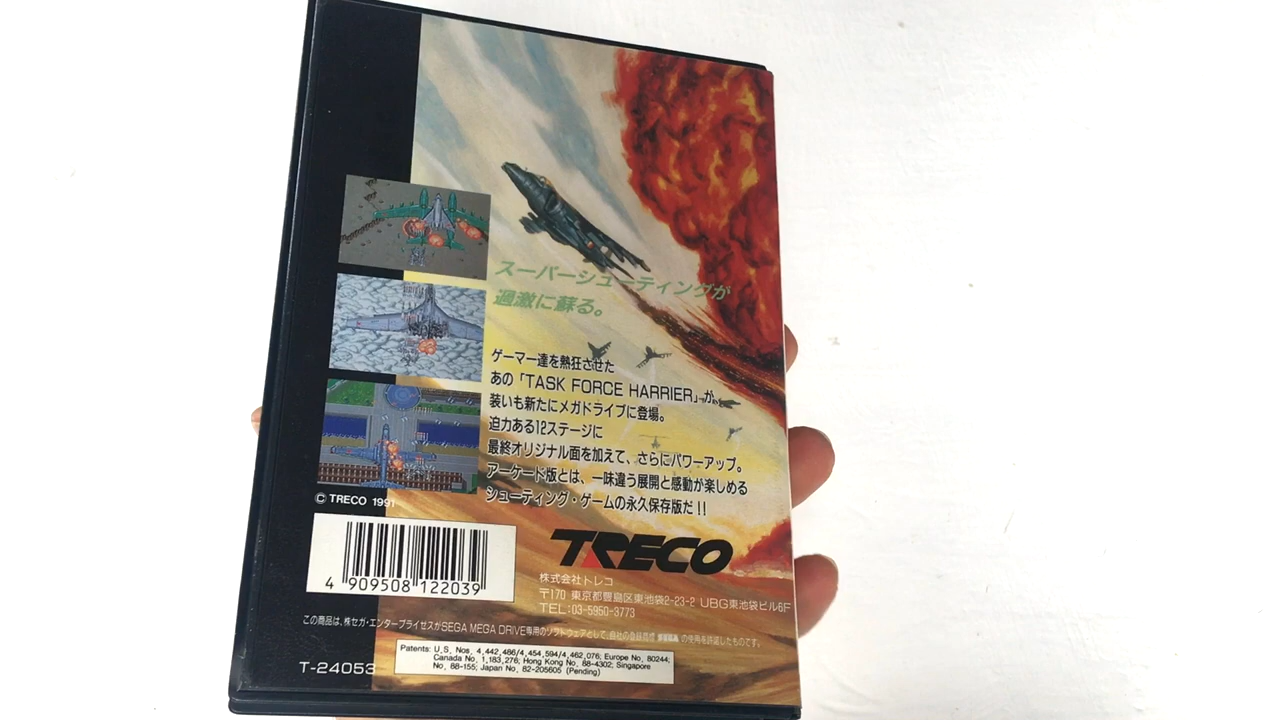 スーパーシューティングが
過激に蘇る。
ゲーマー達を熱狂させた
あの「TASK FORCE HARRIER」が、
装いも新たにメガドライブに登場。
迫力ある12ステージに
最終オリジナル面を加えて、さらにパワーアップ。
アーケード版とは、一味違う展開と感動が楽しめる
シューティング・ゲームの永久保存版だ!!
© TRECO 1991
4 909508 122039
TRECO
株式会社トレコ
〒170 東京都豊島区東池袋2-23-2 UBG東池袋ビル6F
TEL:03-5950-3773
この商品は、株セガ・エンタープライゼスがSEGA MEGA DRIVE専用のソフトウェアとして、自社の登録商標 SEGA の使用を許諾したものです。
Patents: U.S. Nos. 4,442,486/4,454,594/4,462,076; Europe No. 80244;
Canada No. 1,183,276; Hong Kong No. 88-4302; Singapore
No. 88-155; Japan No. 82-205605 (Pending)
T-24053